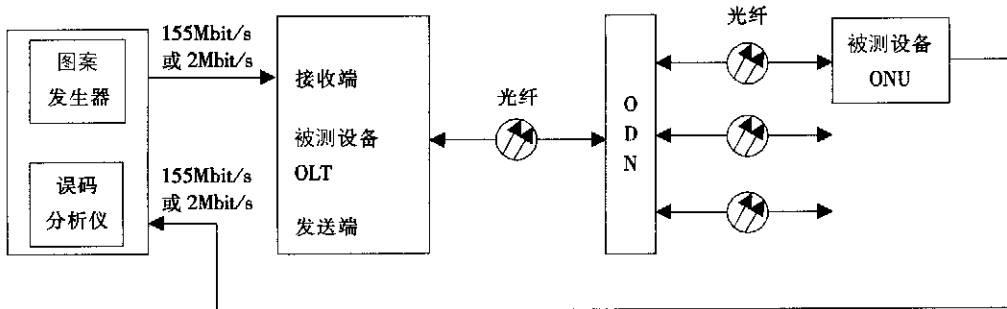 图案
发生器
误码
分析仪
155Mbit/s
或 2Mbit/s
155Mbit/s
或 2Mbit/s
接收端
被测设备
OLT
发送端
光纤
O
D
N
光纤
被测设备
ONU